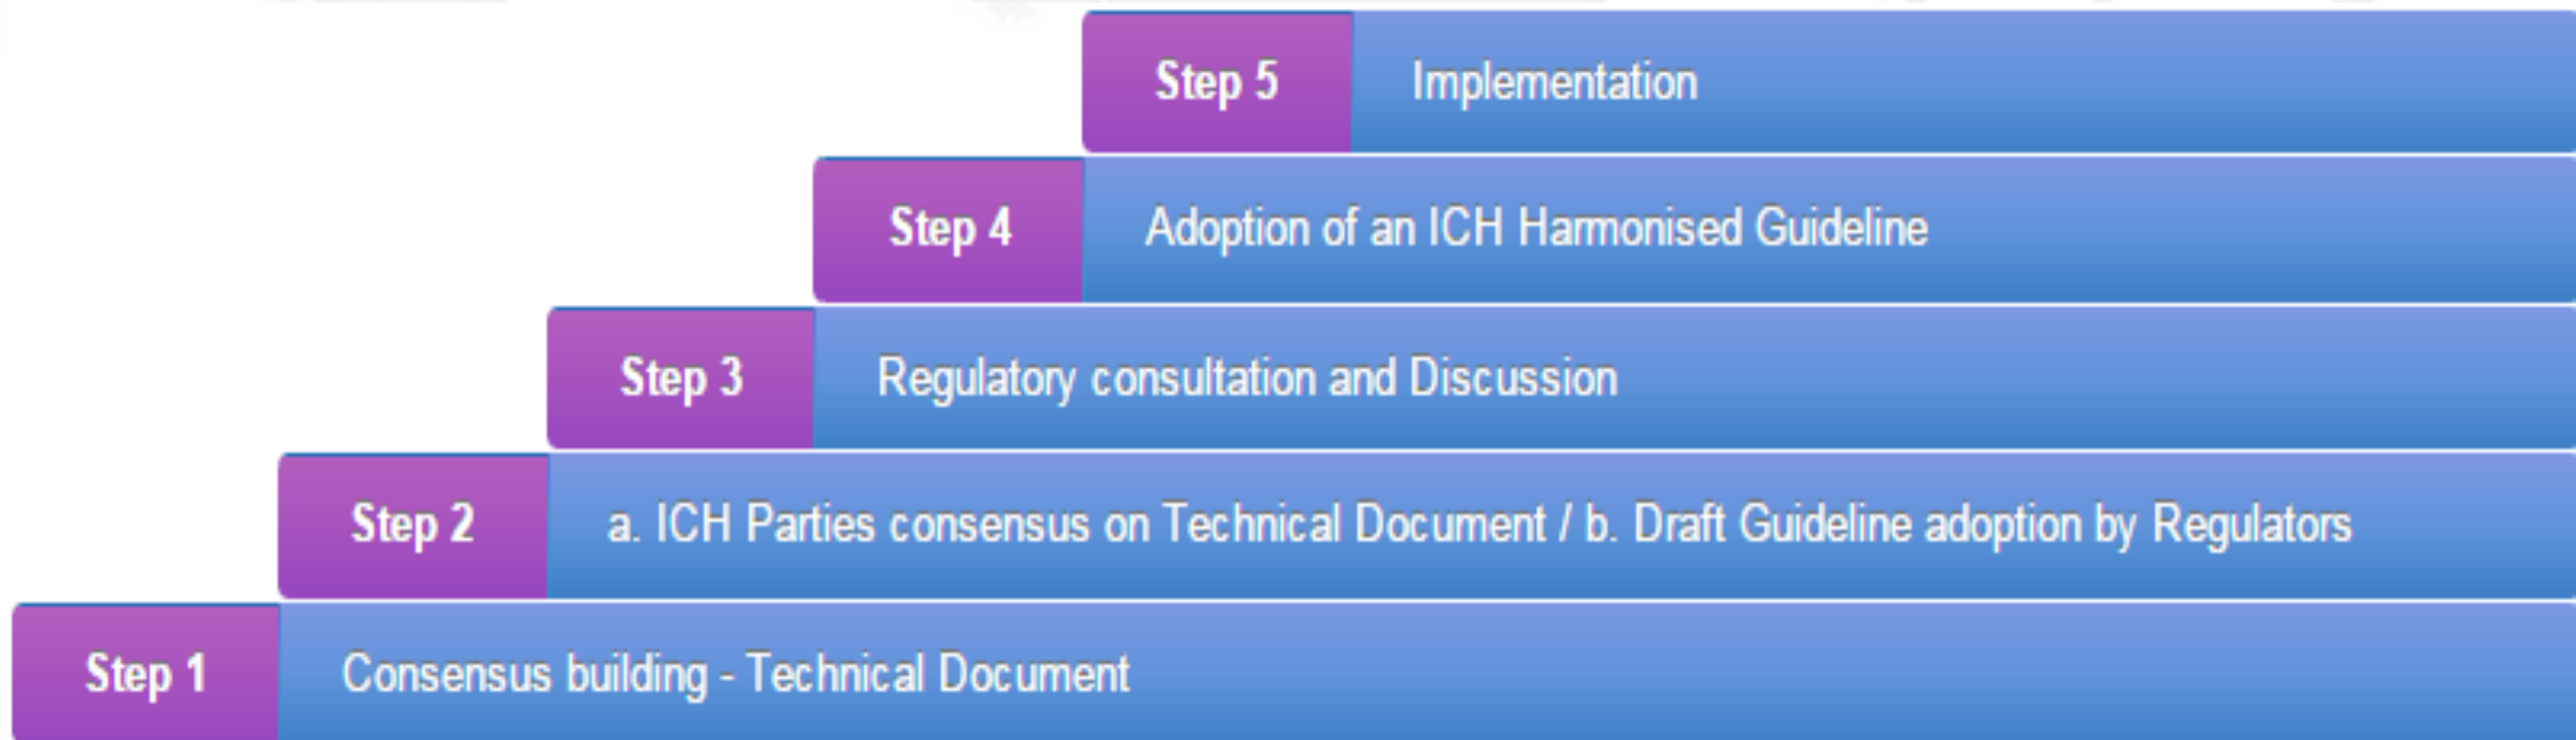 Step 5 Implementation
Step 4 Adoption of an ICH Harmonised Guideline
Step 3 Regulatory consultation and Discussion
Step 2 a. ICH Parties consensus on Technical Document / b. Draft Guideline adoption by Regulators
Step 1 Consensus building - Technical Document